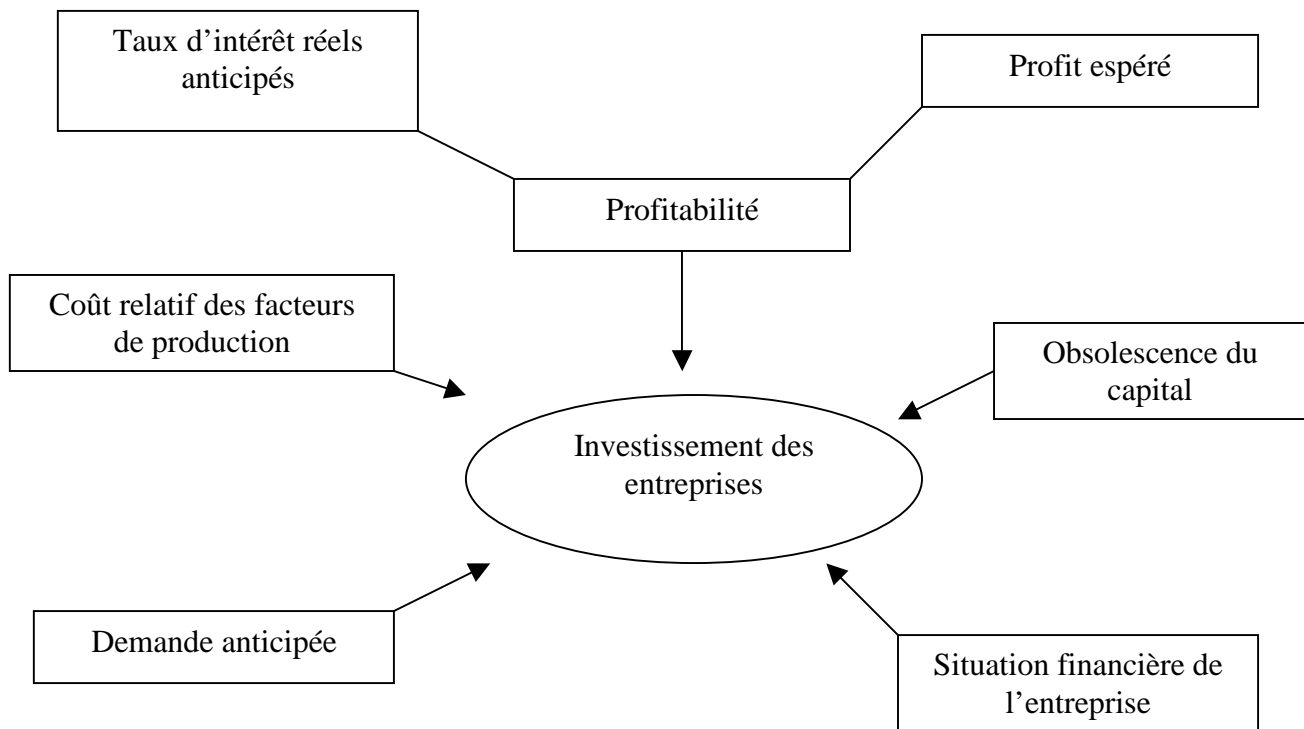 Taux d’intérêt réels
anticipés
Profit espéré
Profitabilité
Coût relatif des facteurs
de production
Obsolescence du
capital
Investissement des
entreprises
Demande anticipée
Situation financière de
l’entreprise